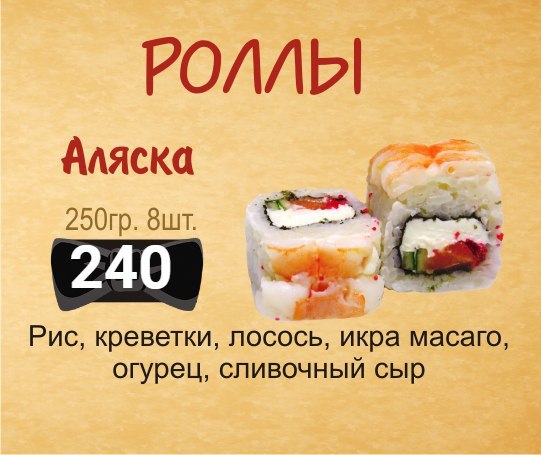 РОЛЛЫ
Аляска
250гр. 8шт.
240
Рис, креветки, лосось, икра масаго,
огурец, сливочный сыр